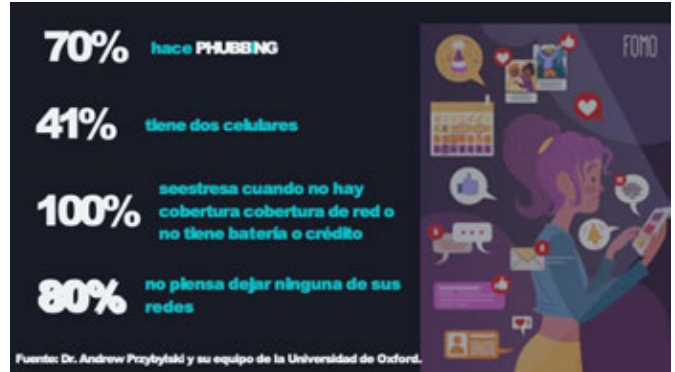 70% hace PHUBBING
FOMO
41% tiene dos celulares
100% seestresa cuando no hay
cobertura cobertura de red o
no tiene batería o crédito
80% no piensa dejar ninguna de sus
redes
Fuente: Dr. Andrew Przybylski y su equipo de la Universidad de Oxford.